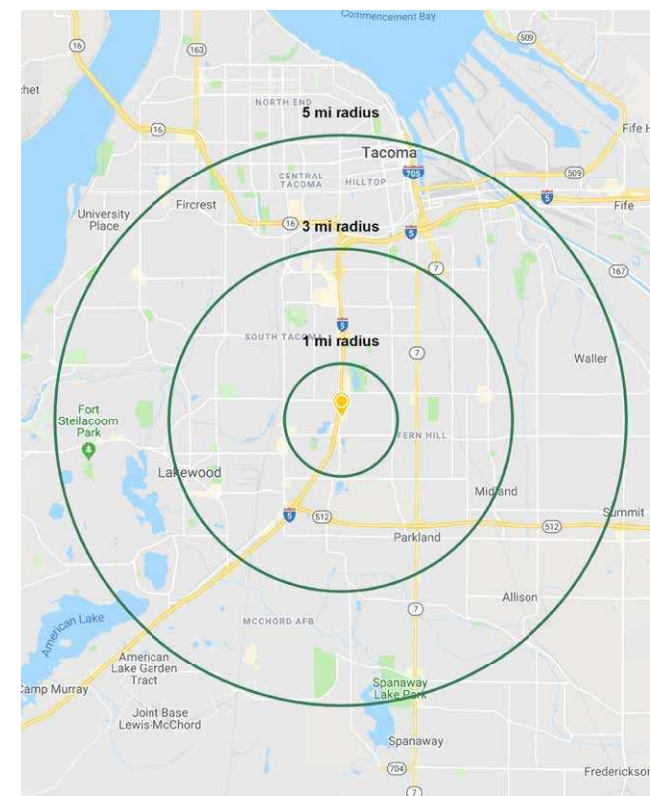 Commencement Bay
16
163
509
chet
NORTH END
5 mi radius
16
Fife H
Tacoma
705
CENTRAL
TACOMA
HILLTOP
509
5
Fircrest
Fife
University
Place
16
3 mi radius
5
7
167
5
SOUTH TACOMA
1 mi radius
7
Waller
Fort
Steilacoom
Park
FERN HILL
Lakewood
Midland
5
512
Summit
512
Parkland
American Lake
Allison
7
MCCHORD AFB
American
Lake Garden
Tract
Camp Murray
Spanaway
Lake Park
Joint Base
Lewis-McChord
Spanaway
704
Frederickson
7